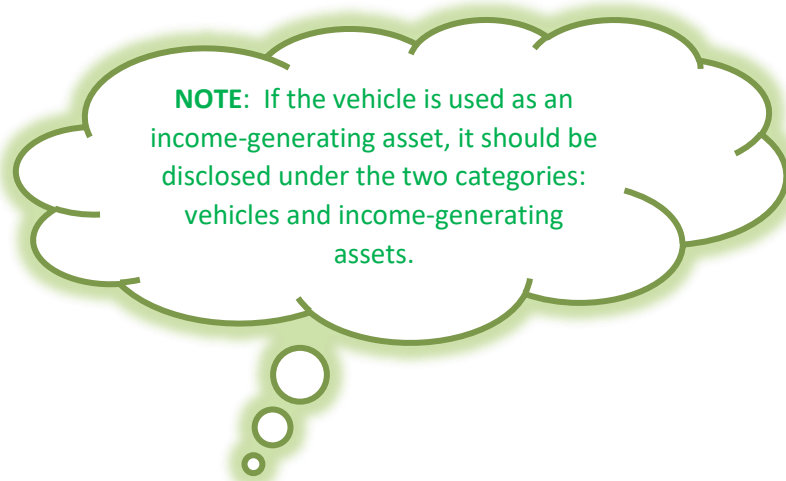 NOTE:  If the vehicle is used as an
income-generating asset, it should be
disclosed under the two categories:
vehicles and income-generating
assets.